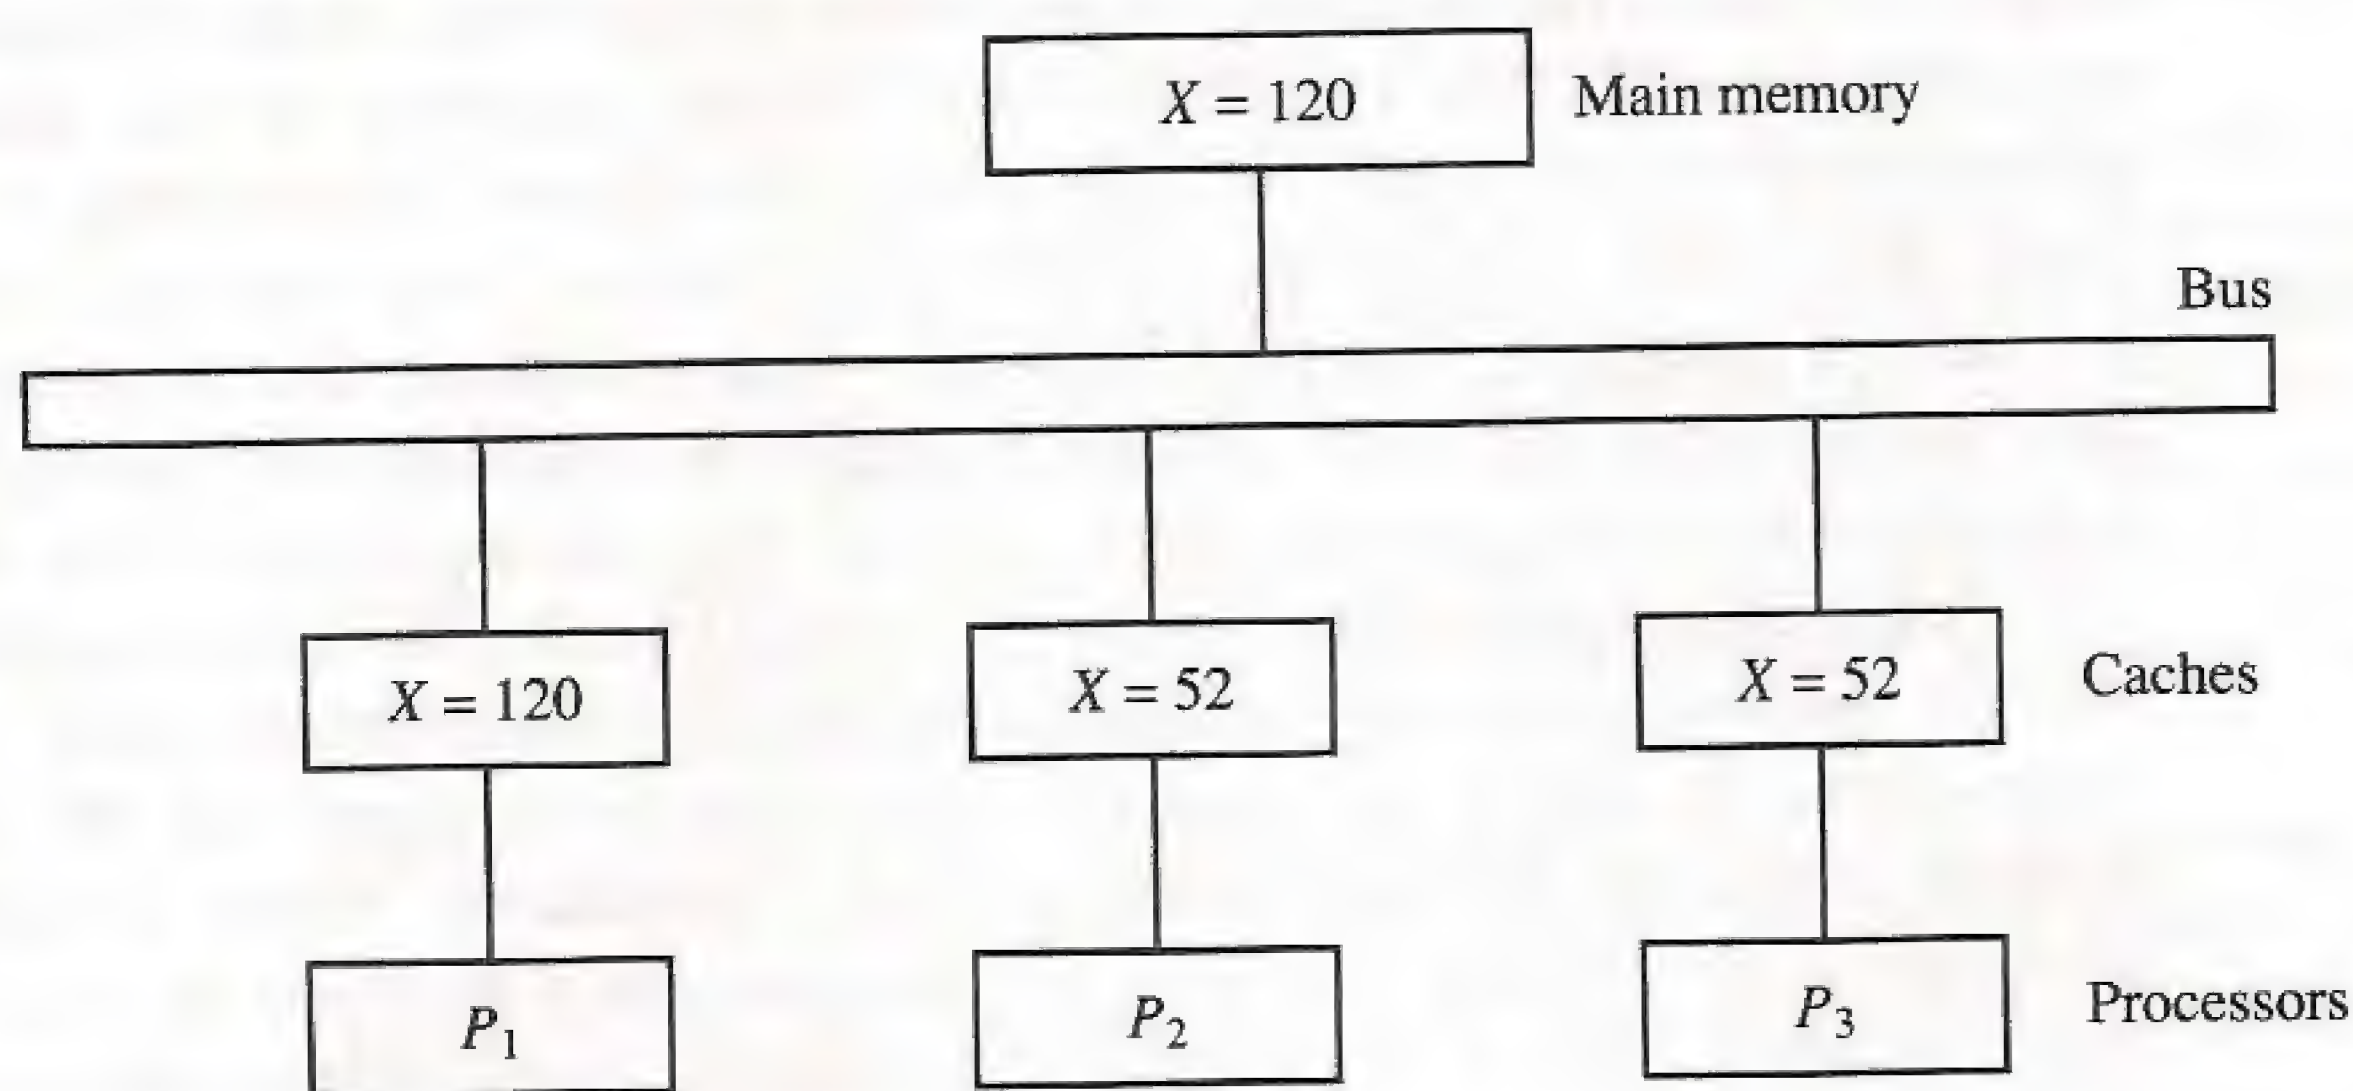 X = 120 Main memory
Bus
X = 120 X = 52 X = 52 Caches
P1 P2 P3 Processors